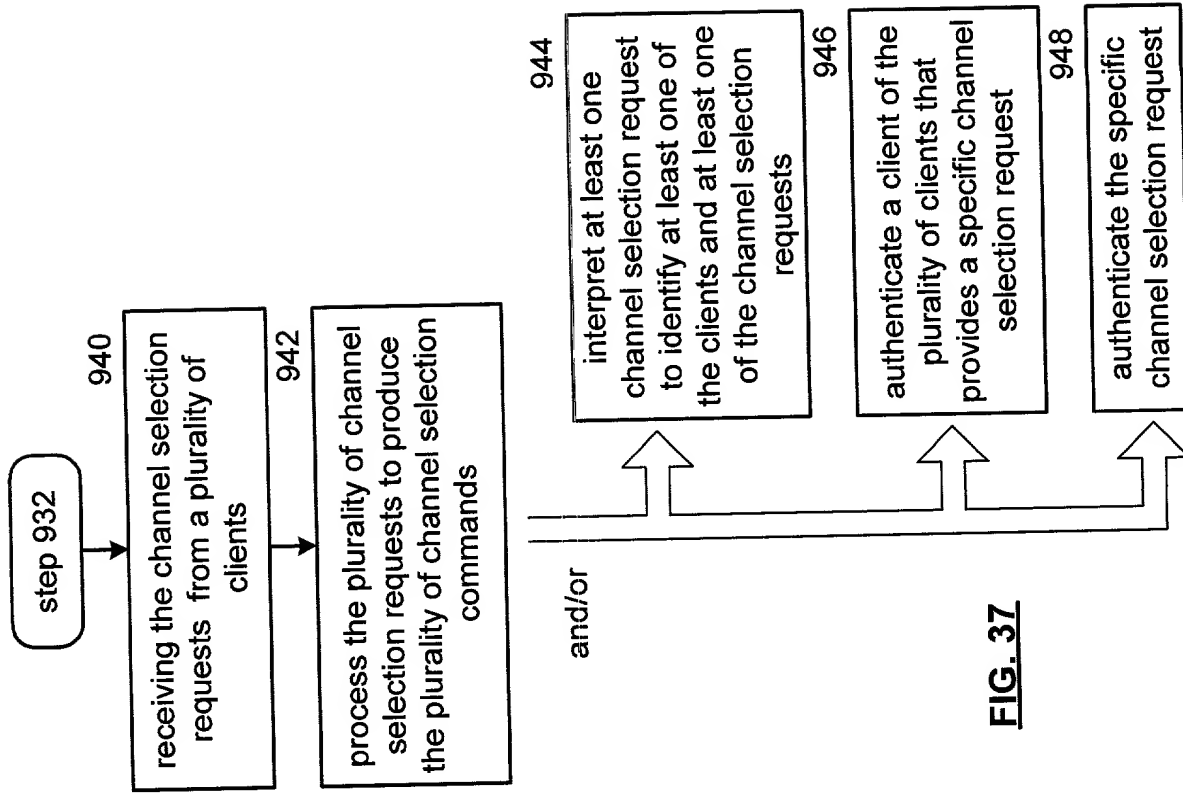 step 932
940
receiving the channel selection
requests from a plurality of
clients
942
process the plurality of channel
selection requests to produce
the plurality of channel selection
commands
and/or
944
interpret at least one
channel selection request
to identify at least one of
the clients and at least one
of the channel selection
requests
946
authenticate a client of the
plurality of clients that
provides a specific channel
selection request
948
authenticate the specific
channel selection request
FIG. 37